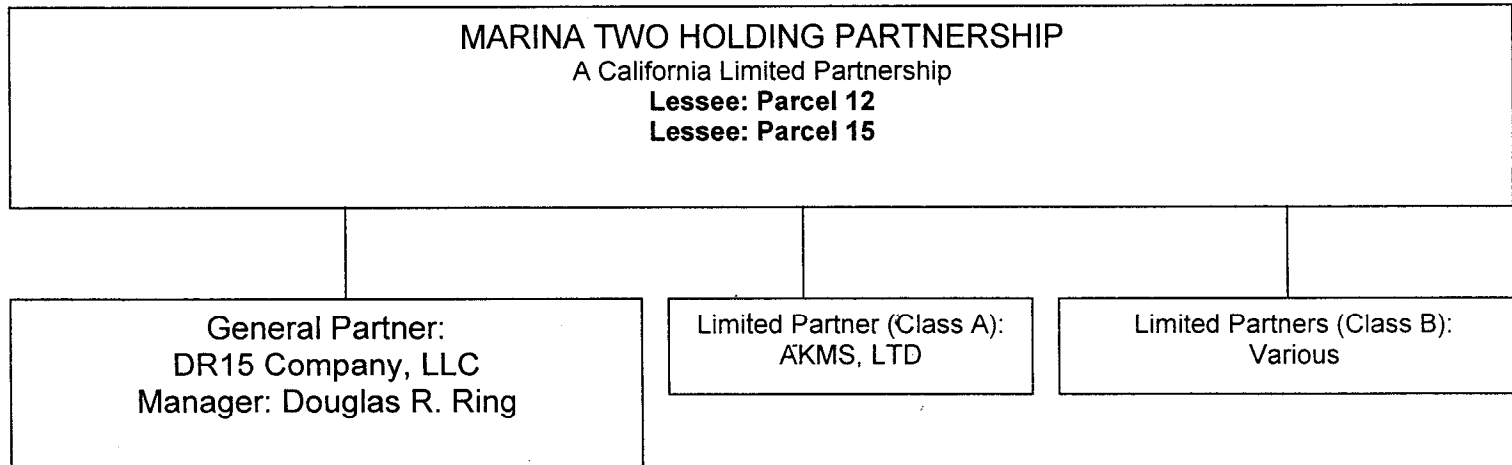 MARINA TWO HOLDING PARTNERSHIP
A California Limited Partnership
Lessee: Parcel 12
Lessee: Parcel 15
General Partner:
DR15 Company, LLC
Manager: Douglas R. Ring
Limited Partner (Class A):
AKMS, LTD
Limited Partners (Class B):
Various